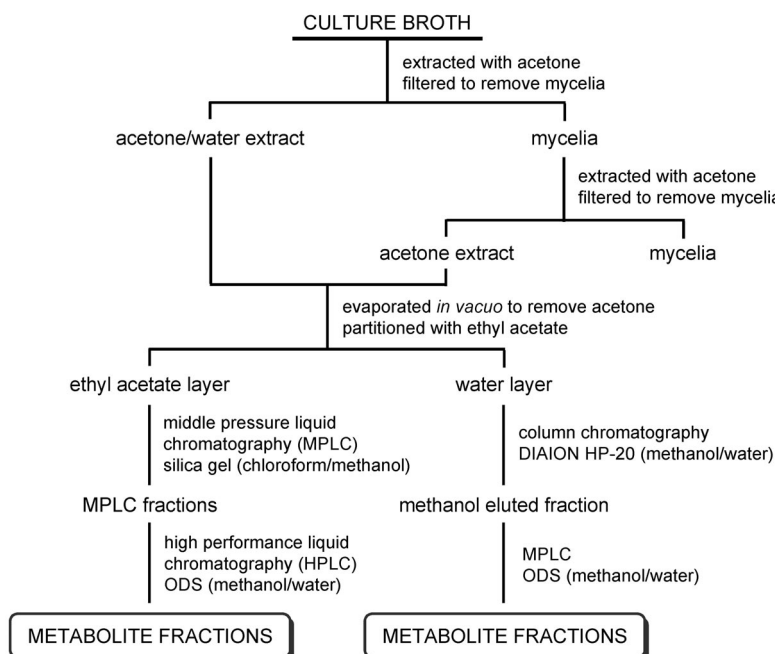 CULTURE BROTH
extracted with acetone
filtered to remove mycelia
acetone/water extract
mycelia
extracted with acetone
filtered to remove mycelia
acetone extract
mycelia
evaporated in vacuo to remove acetone
partitioned with ethyl acetate
ethyl acetate layer
water layer
middle pressure liquid
chromatography (MPLC)
silica gel (chloroform/methanol)
column chromatography
DIAION HP-20 (methanol/water)
MPLC fractions
methanol eluted fraction
high performance liquid
chromatography (HPLC)
ODS (methanol/water)
MPLC
ODS (methanol/water)
METABOLITE FRACTIONS
METABOLITE FRACTIONS